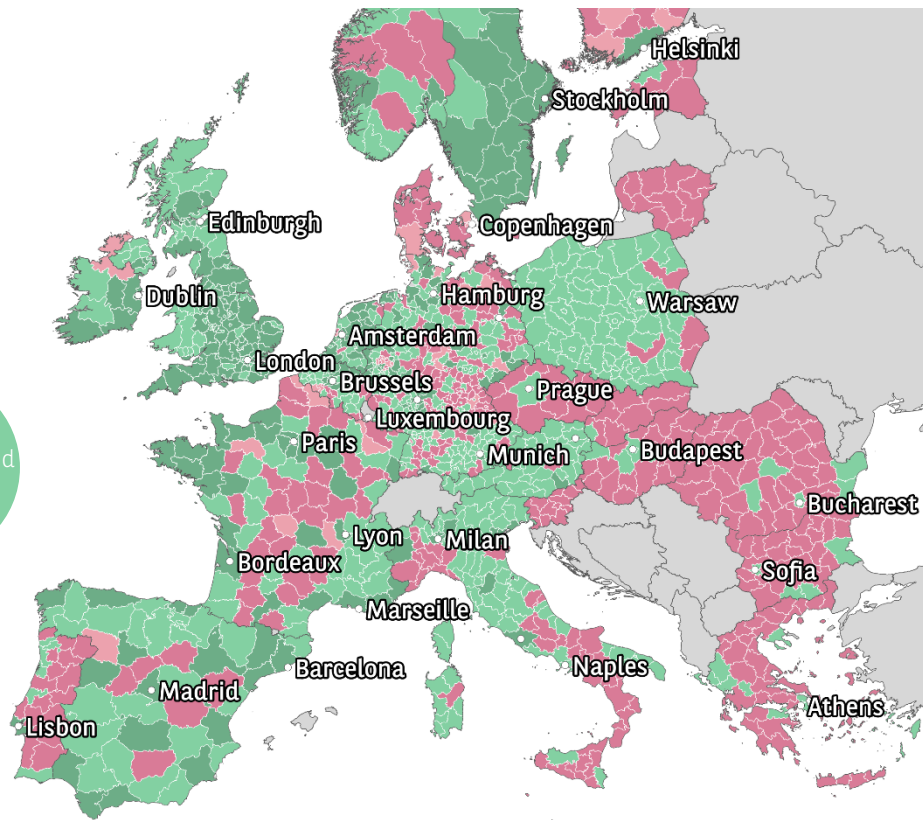 Helsinki
Stockholm
Edinburgh
Copenhagen
Dublin
Hamburg
Warsaw
Amsterdam
London
Brussels
Prague
Luxembourg
Paris
Munich
Budapest
d
Bucharest
Lyon
Milan
Bordeaux
Sofia
Marseille
Barcelona
Naples
Madrid
Lisbon
Athens